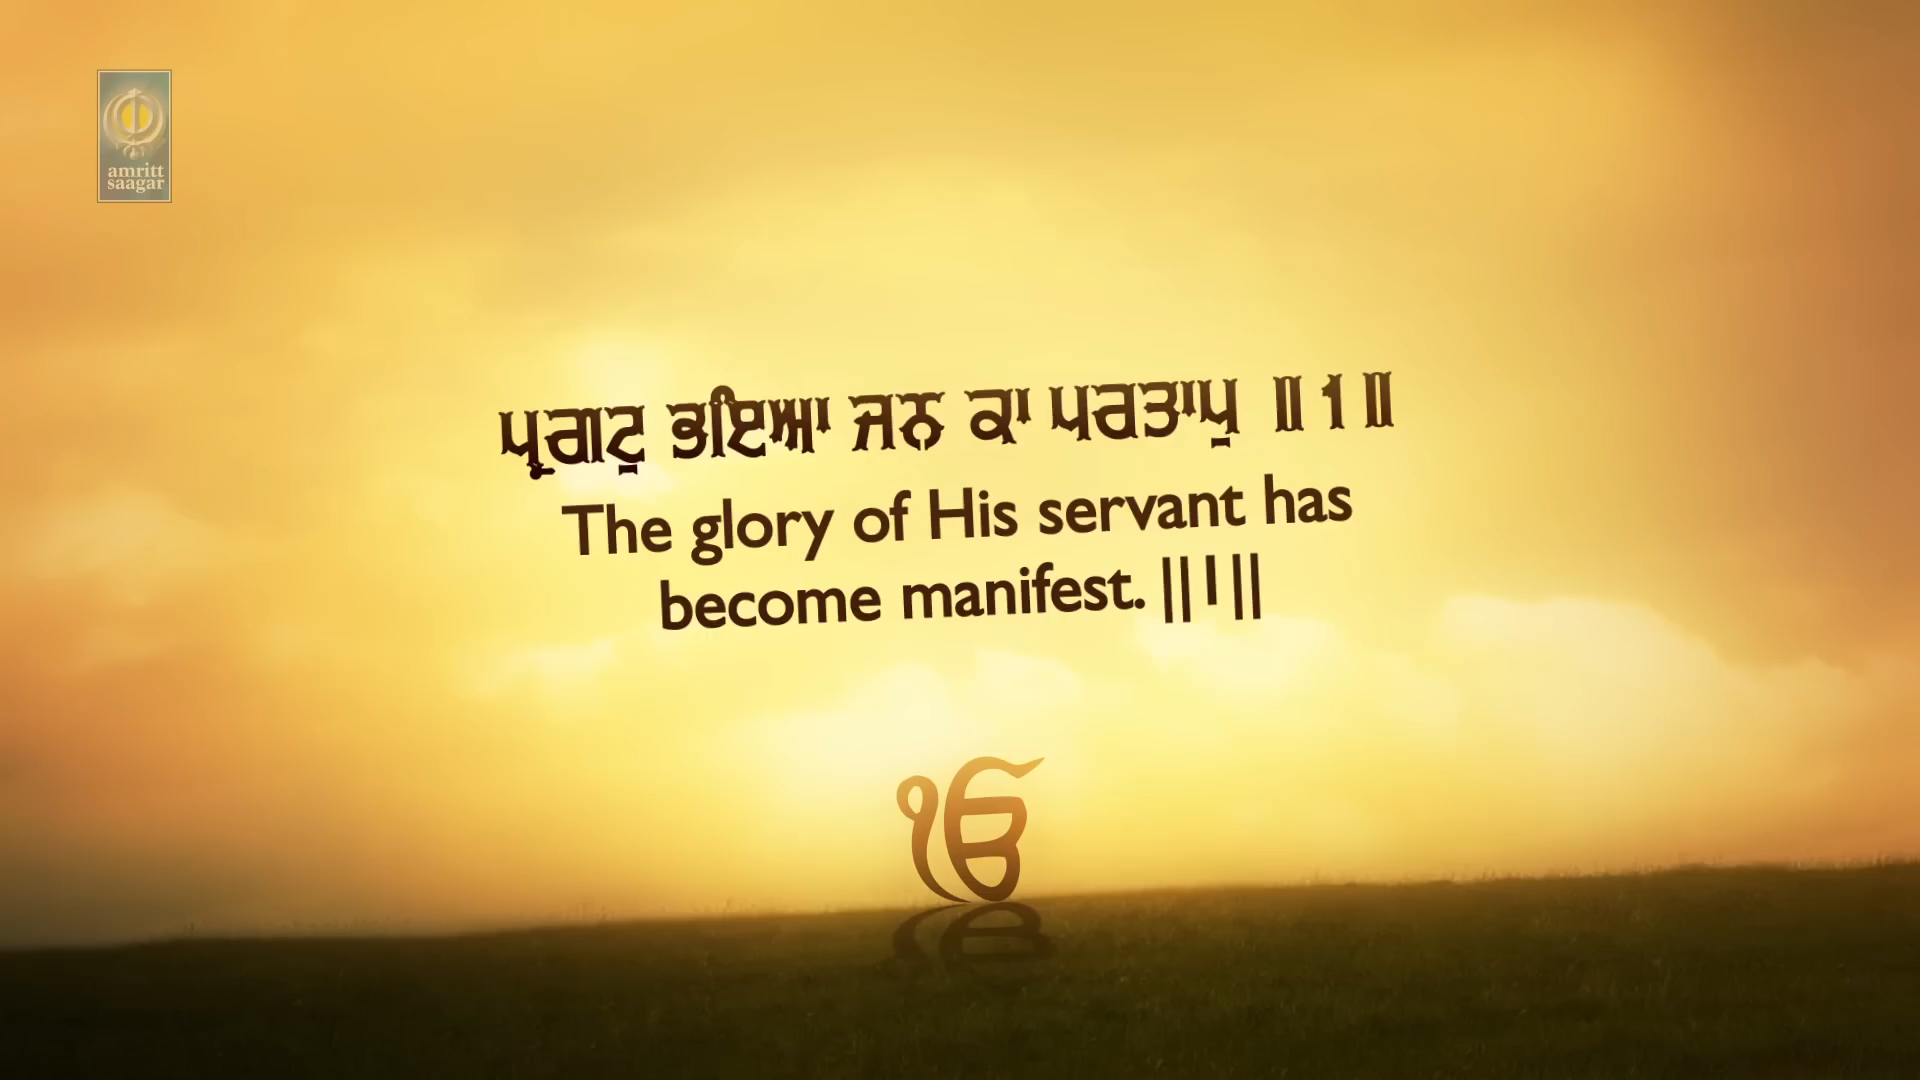 amritt
saagar
ਪ੍ਰਗਟੁ ਭਇਆ ਜਨ ਕਾ ਪਰਤਾਪੁ ॥੧॥
The glory of His servant has
become manifest. ||1||
ੴ